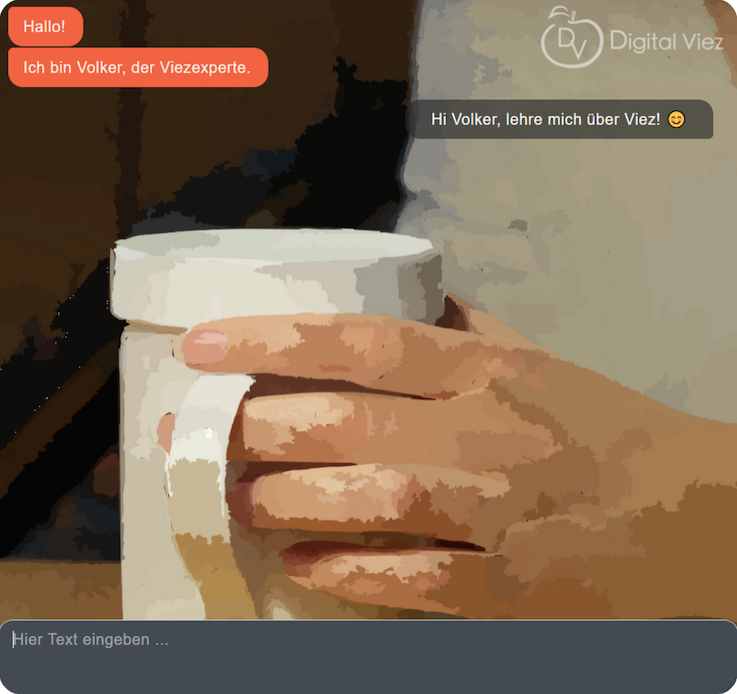 Hallo!
DV Digital Viez
Ich bin Volker, der Viezexperte.
Hi Volker, lehre mich über Viez! 😊
Hier Text eingeben ...